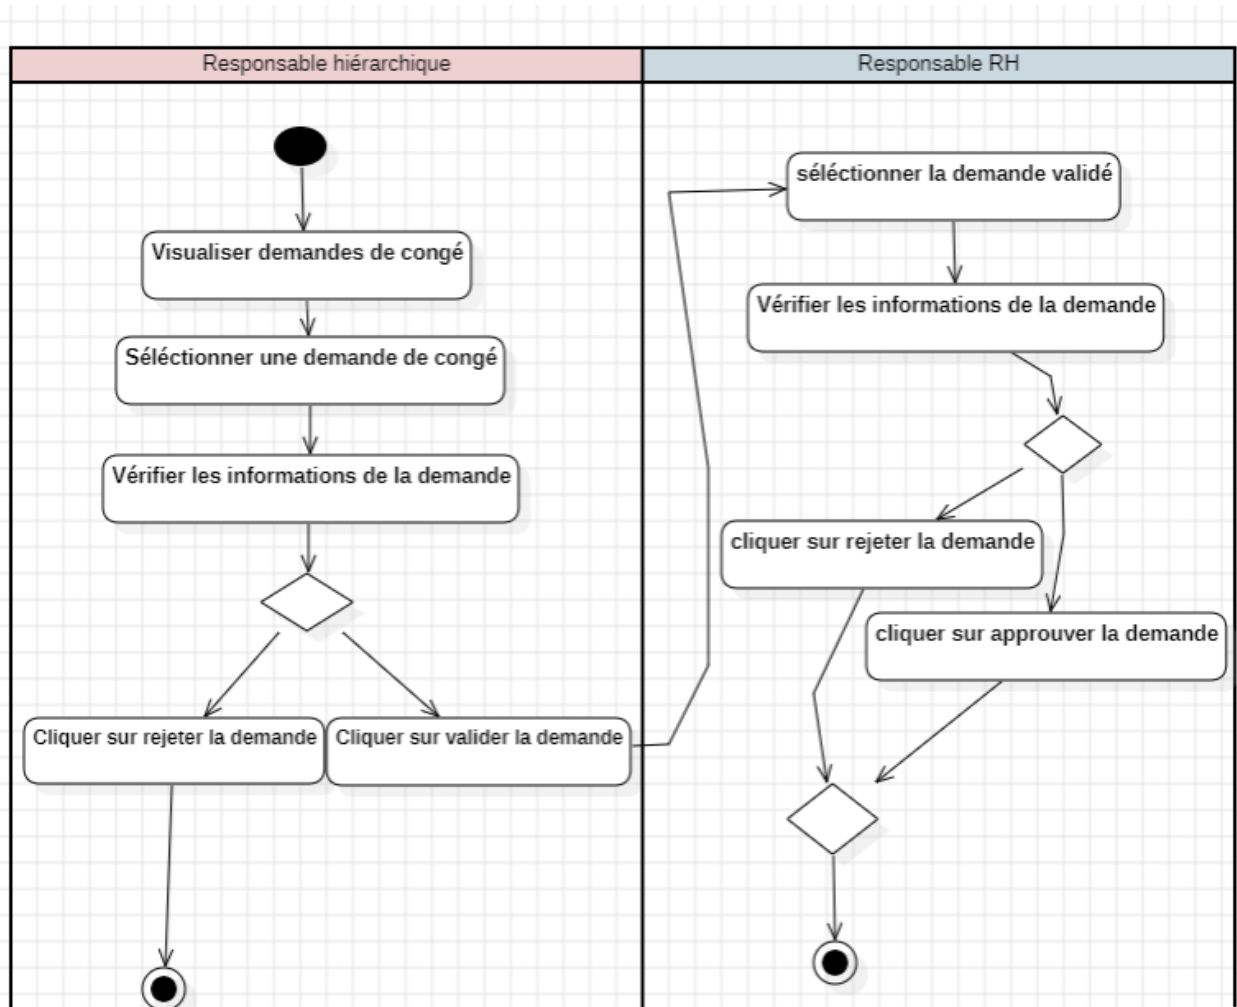 Responsable hiérarchique
Responsable RH
Visualiser demandes de congé
Séléctionner une demande de congé
Vérifier les informations de la demande
Cliquer sur rejeter la demande
Cliquer sur valider la demande
séléctionner la demande validé
Vérifier les informations de la demande
cliquer sur rejeter la demande
cliquer sur approuver la demande